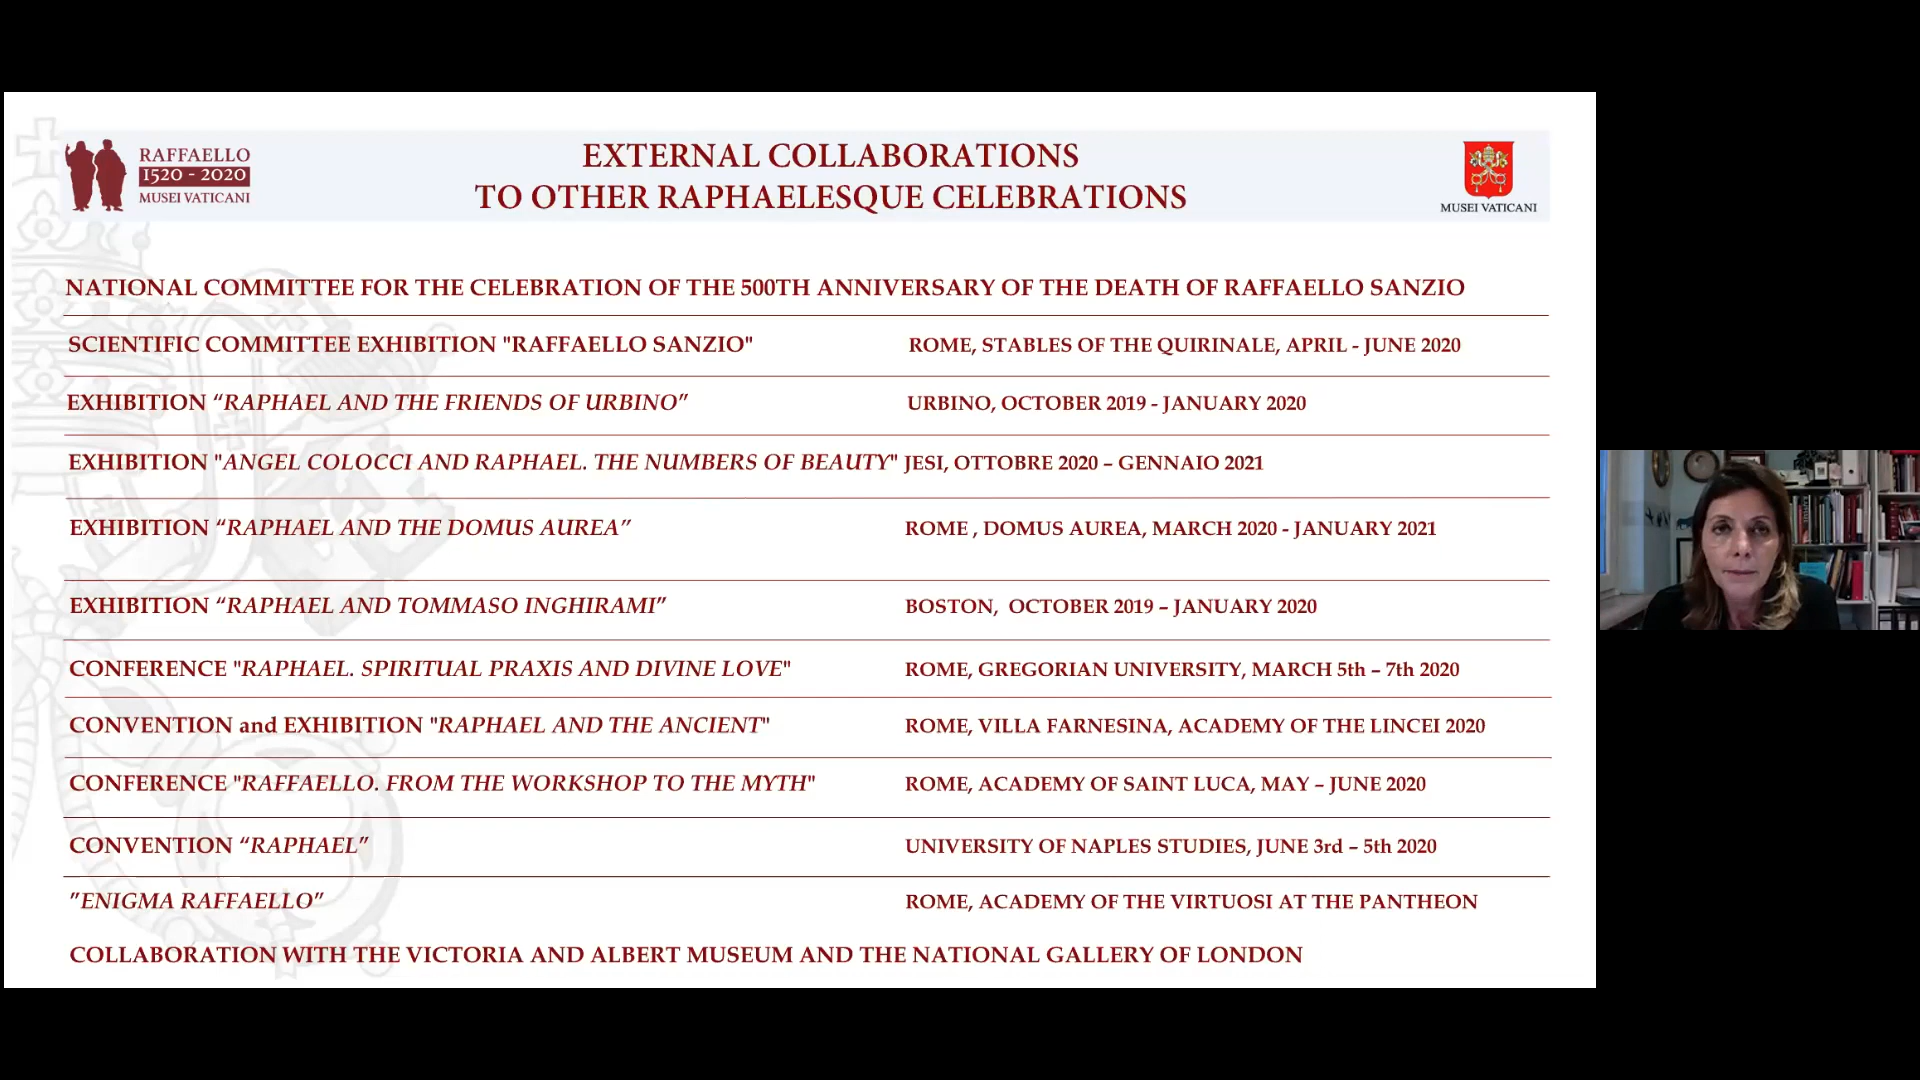 RAFFAELLO
1520 - 2020
MUSEI VATICANI
EXTERNAL COLLABORATIONS
TO OTHER RAPHAELESQUE CELEBRATIONS
MUSEI VATICANI
NATIONAL COMMITTEE FOR THE CELEBRATION OF THE 500TH ANNIVERSARY OF THE DEATH OF RAFFAELLO SANZIO
SCIENTIFIC COMMITTEE EXHIBITION "RAFFAELLO SANZIO" ROME, STABLES OF THE QUIRINALE, APRIL - JUNE 2020
EXHIBITION “RAPHAEL AND THE FRIENDS OF URBINO” URBINO, OCTOBER 2019 - JANUARY 2020
EXHIBITION "ANGEL COLOCCI AND RAPHAEL. THE NUMBERS OF BEAUTY" JESI, OTTOBRE 2020 – GENNAIO 2021
EXHIBITION “RAPHAEL AND THE DOMUS AUREA” ROME , DOMUS AUREA, MARCH 2020 - JANUARY 2021
EXHIBITION “RAPHAEL AND TOMMASO INGHIRAMI” BOSTON, OCTOBER 2019 – JANUARY 2020
CONFERENCE "RAPHAEL. SPIRITUAL PRAXIS AND DIVINE LOVE" ROME, GREGORIAN UNIVERSITY, MARCH 5th – 7th 2020
CONVENTION and EXHIBITION "RAPHAEL AND THE ANCIENT" ROME, VILLA FARNESINA, ACADEMY OF THE LINCEI 2020
CONFERENCE "RAFFAELLO. FROM THE WORKSHOP TO THE MYTH" ROME, ACADEMY OF SAINT LUCA, MAY – JUNE 2020
CONVENTION “RAPHAEL” UNIVERSITY OF NAPLES STUDIES, JUNE 3rd – 5th 2020
”ENIGMA RAFFAELLO” ROME, ACADEMY OF THE VIRTUOSI AT THE PANTHEON
COLLABORATION WITH THE VICTORIA AND ALBERT MUSEUM AND THE NATIONAL GALLERY OF LONDON